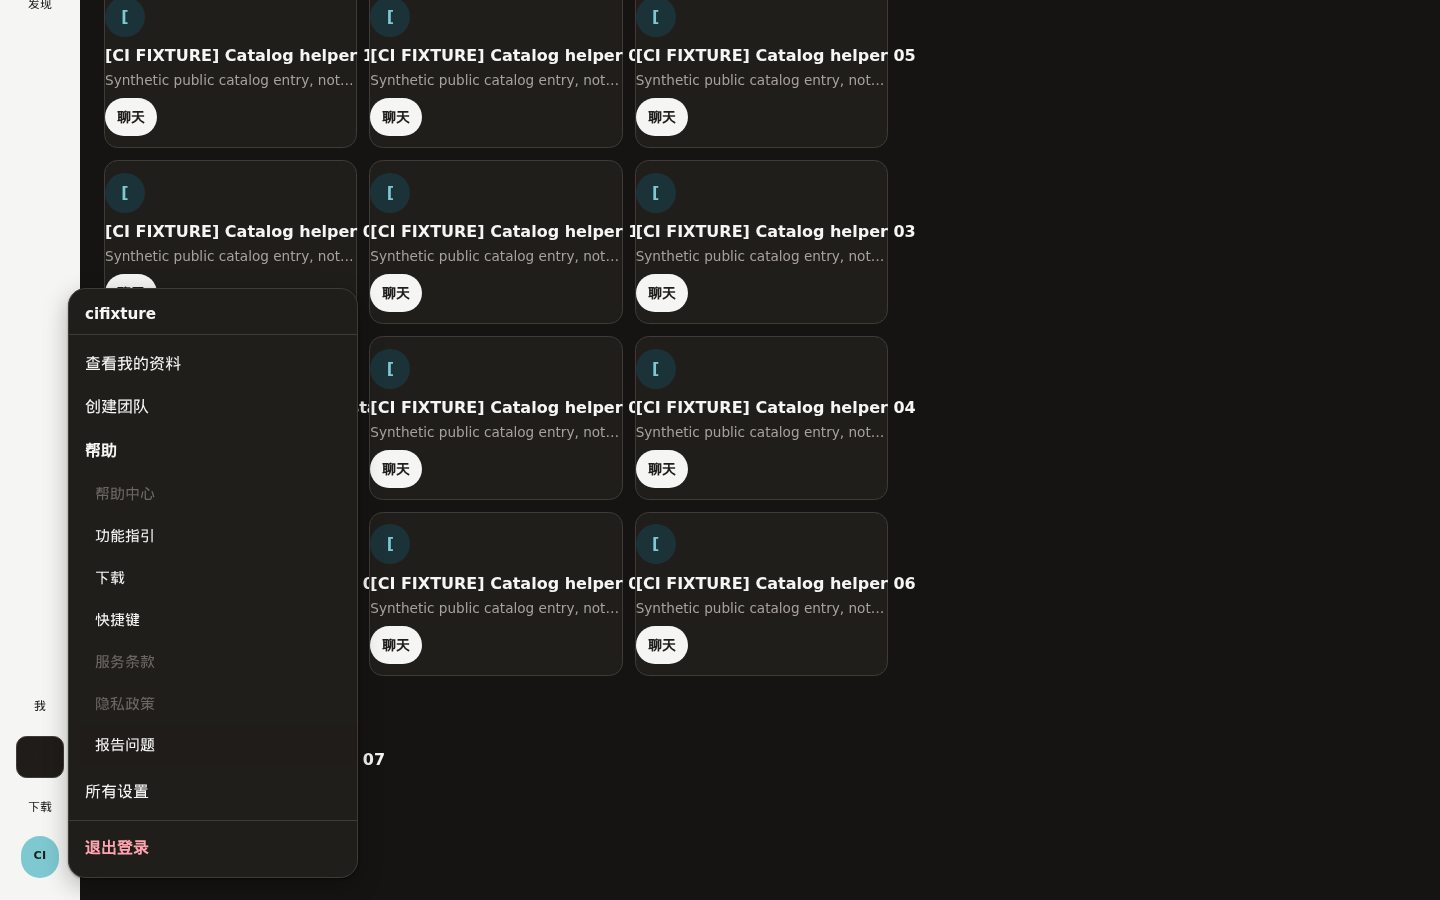 发现
[
[
[
[CI FIXTURE] Catalog helper 1
[CI FIXTURE] Catalog helper 0
[CI FIXTURE] Catalog helper 05
Synthetic public catalog entry, not...
Synthetic public catalog entry, not...
Synthetic public catalog entry, not...
聊天
聊天
聊天
[
[
[
[CI FIXTURE] Catalog helper 0
[CI FIXTURE] Catalog helper 1
[CI FIXTURE] Catalog helper 03
Synthetic public catalog entry, not...
Synthetic public catalog entry, not...
Synthetic public catalog entry, not...
聊天
聊天
cifixture
查看我的资料
创建团队
帮助
帮助中心
功能指引
下载
快捷键
服务条款
隐私政策
报告问题
所有设置
退出登录
[
[
[CI FIXTURE] Catalog helper 0
[CI FIXTURE] Catalog helper 04
Synthetic public catalog entry, not...
Synthetic public catalog entry, not...
聊天
聊天
[
[
[CI FIXTURE] Catalog helper 0
[CI FIXTURE] Catalog helper 06
Synthetic public catalog entry, not...
Synthetic public catalog entry, not...
聊天
聊天
07
我
下载
CI